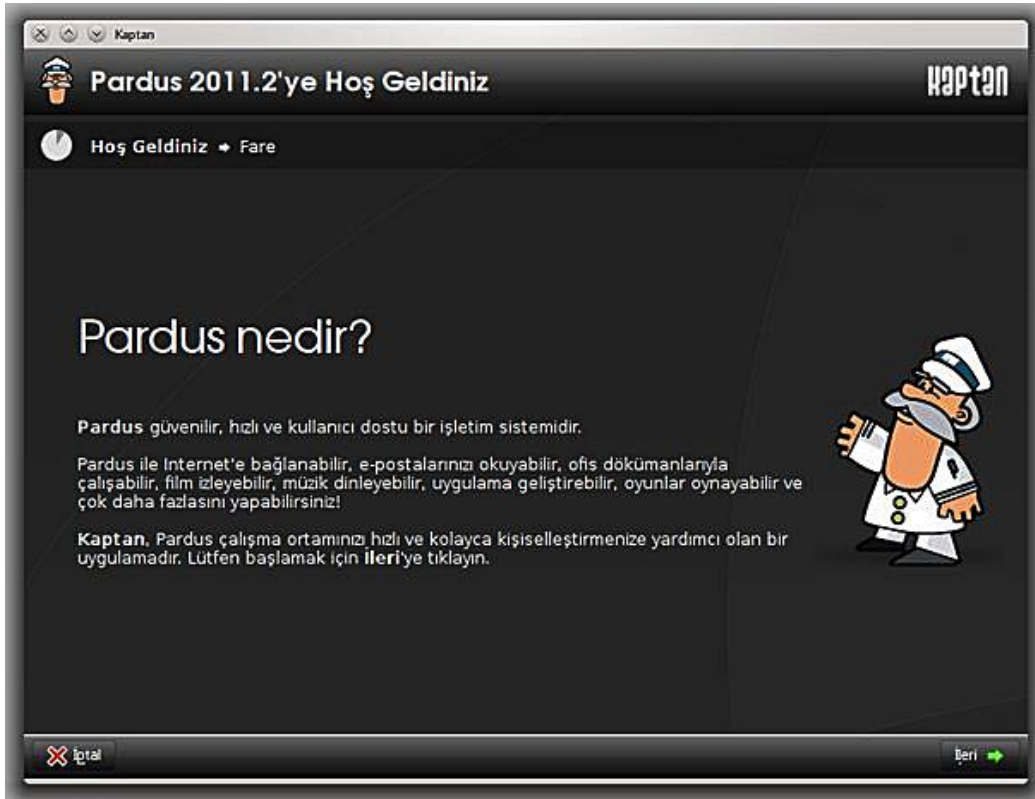 Kaptan
Pardus 2011.2'ye Hoş Geldiniz
Kaptan
Hoş Geldiniz → Fare
Pardus nedir?
Pardus güvenilir, hızlı ve kullanıcı dostu bir işletim sistemidir.
Pardus ile Internet'e bağlanabilir, e-postalarınızı okuyabilir, ofis dökümanlarıyla
çalışabilir, film izleyebilir, müzik dinleyebilir, uygulama geliştirebilir, oyunlar oynayabilir ve
çok daha fazlasını yapabilirsiniz!
Kaptan, Pardus çalışma ortamınızı hızlı ve kolayca kişiselleştirmenize yardımcı olan bir
uygulamadır. Lütfen başlamak için İleri'ye tıklayın.
İptal
İleri